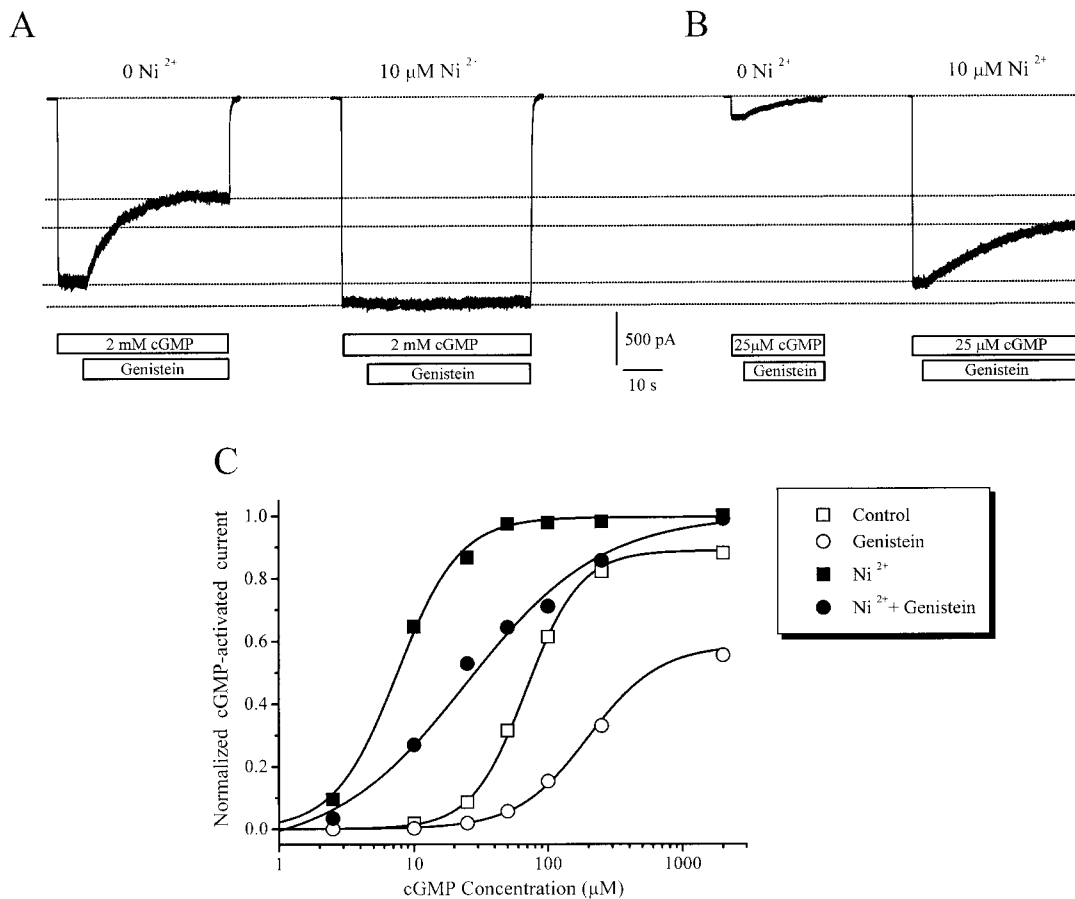 A
B
0 Ni 2+
10 μM Ni 2+
0 Ni 2+
10 μM Ni 2+
2 mM cGMP
Genistein
2 mM cGMP
Genistein
500 pA
10 s
25μM cGMP
Genistein
25 μM cGMP
Genistein
C
Normalized cGMP-activated current
1.0
0.8
0.6
0.4
0.2
0.0
1
10
100
1000
cGMP Concentration (μM)
Control
Genistein
Ni 2+
Ni 2+ + Genistein